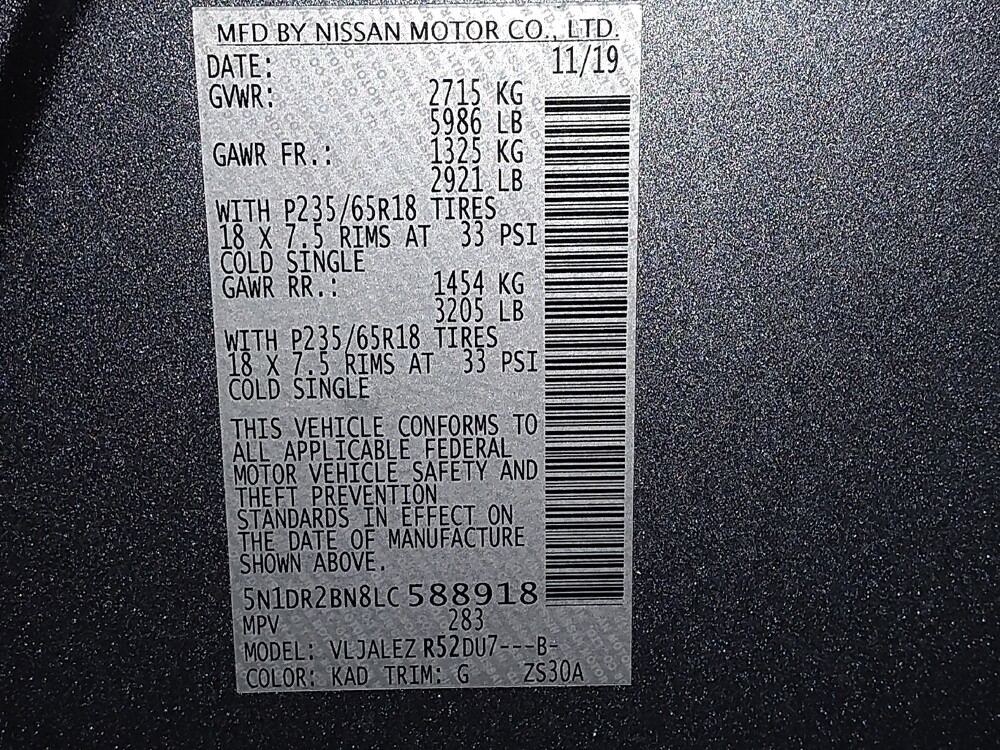 MFD BY NISSAN MOTOR CO., LTD.
DATE: 11/19
GVWR: 2715 KG
5986 LB
GAWR FR.: 1325 KG
2921 LB
WITH P235/65R18 TIRES
18 X 7.5 RIMS AT 33 PSI
COLD SINGLE
GAWR RR.: 1454 KG
3205 LB
WITH P235/65R18 TIRES
18 X 7.5 RIMS AT 33 PSI
COLD SINGLE
THIS VEHICLE CONFORMS TO
ALL APPLICABLE FEDERAL
MOTOR VEHICLE SAFETY AND
THEFT PREVENTION
STANDARDS IN EFFECT ON
THE DATE OF MANUFACTURE
SHOWN ABOVE.
5N1DR2BN8LC588918
MPV 283
MODEL: VLJALEZ R52DU7---B-
COLOR: KAD TRIM: G ZS30A